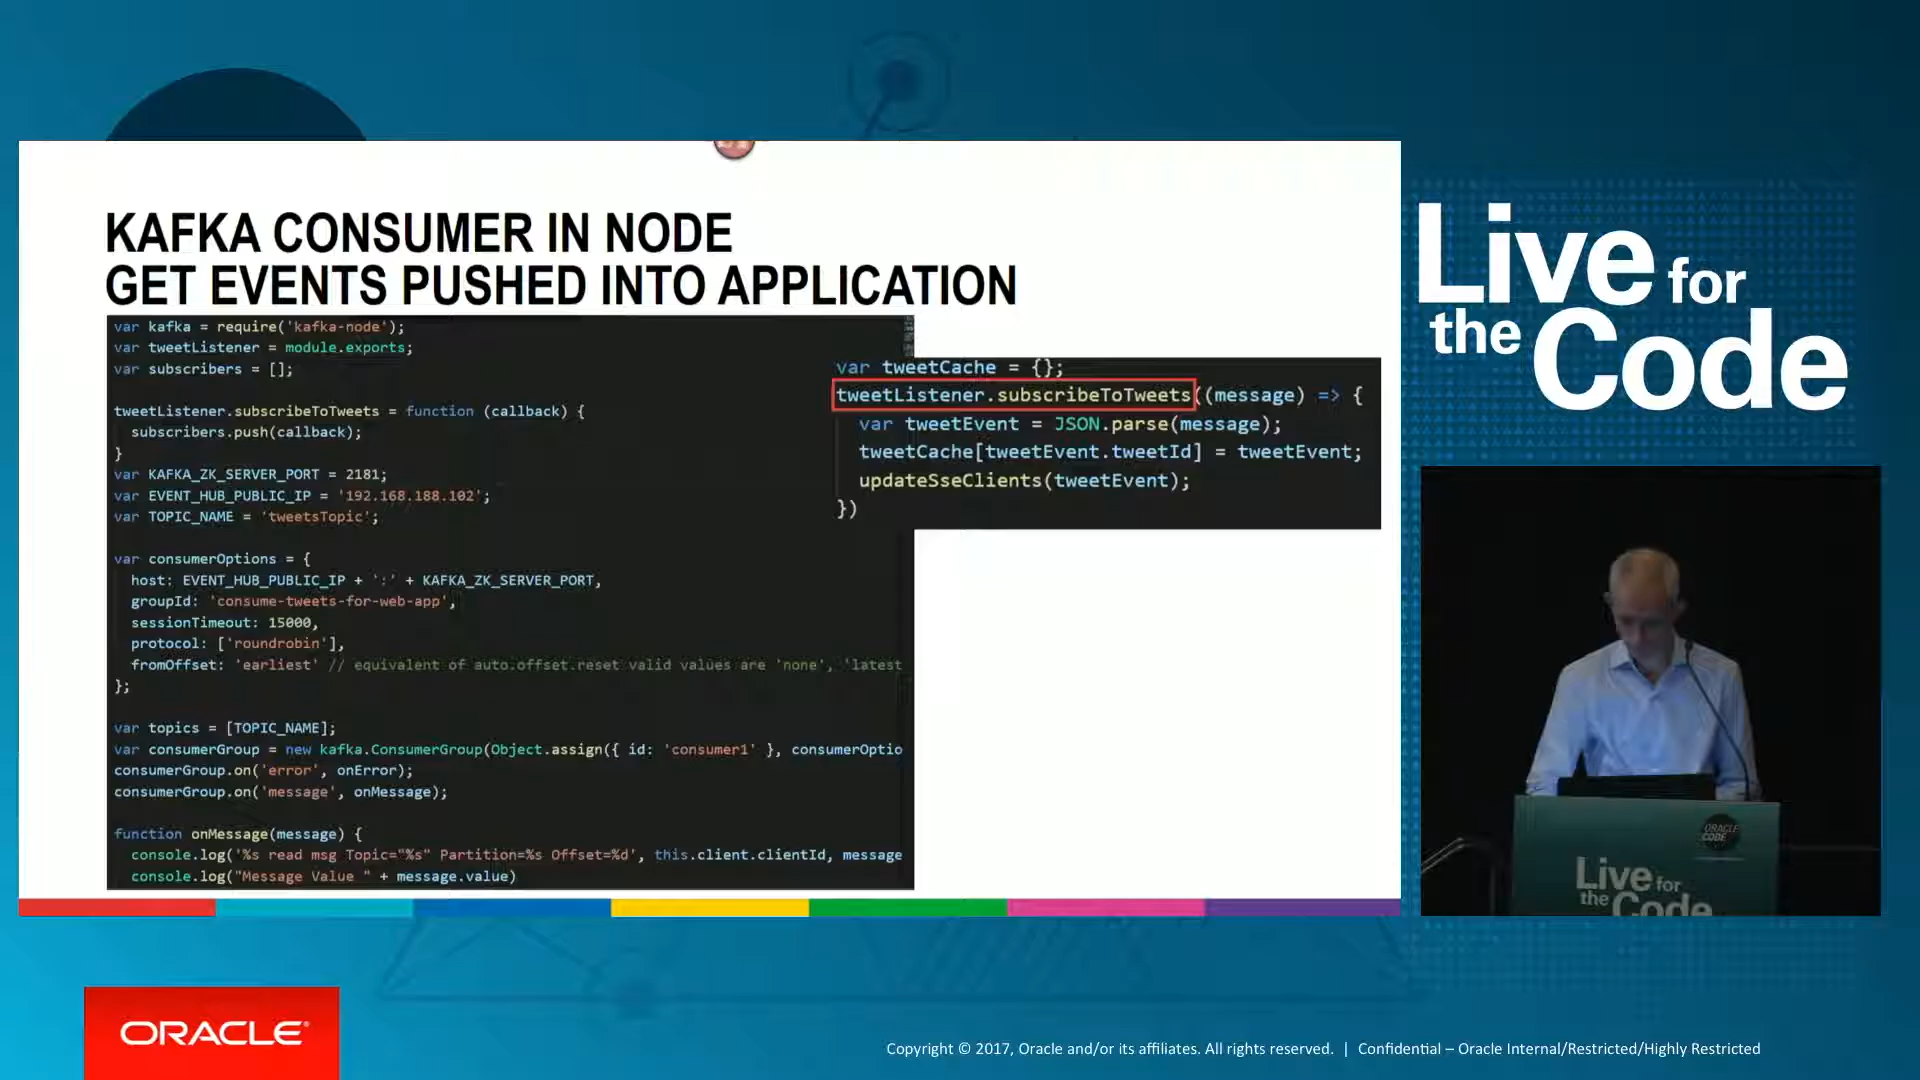 KAFKA CONSUMER IN NODE
GET EVENTS PUSHED INTO APPLICATION
var kafka = require('kafka-node');
var tweetListener = module.exports;
var subscribers = [];
tweetListener.subscribeToTweets = function (callback) {
subscribers.push(callback);
}
var KAFKA_ZK_SERVER_PORT = 2181;
var EVENT_HUB_PUBLIC_IP = '192.168.188.102';
var TOPIC_NAME = 'tweetsTopic';
var consumerOptions = {
host: EVENT_HUB_PUBLIC_IP + ':' + KAFKA_ZK_SERVER_PORT,
groupId: 'consume-tweets-for-web-app',
sessionTimeout: 15000,
protocol: ['roundrobin'],
fromOffset: 'earliest' // equivalent of auto.offset.reset valid values are 'none', 'latest
};
var topics = [TOPIC_NAME];
var consumerGroup = new kafka.ConsumerGroup(Object.assign({ id: 'consumer1' }, consumerOptio
consumerGroup.on('error', onError);
consumerGroup.on('message', onMessage);
function onMessage(message) {
console.log('%s read msg Topic="%s" Partition=%s Offset=%d', this.client.clientId, message
console.log("Message Value " + message.value)
var tweetCache = {};
tweetListener.subscribeToTweets((message) => {
var tweetEvent = JSON.parse(message);
tweetCache[tweetEvent.tweetId] = tweetEvent;
updateSseClients(tweetEvent);
})
Live for
the Code
ORACLE
CODE
Live for
the Code
ORACLE®
Copyright © 2017, Oracle and/or its affiliates. All rights reserved. | Confidential – Oracle Internal/Restricted/Highly Restricted